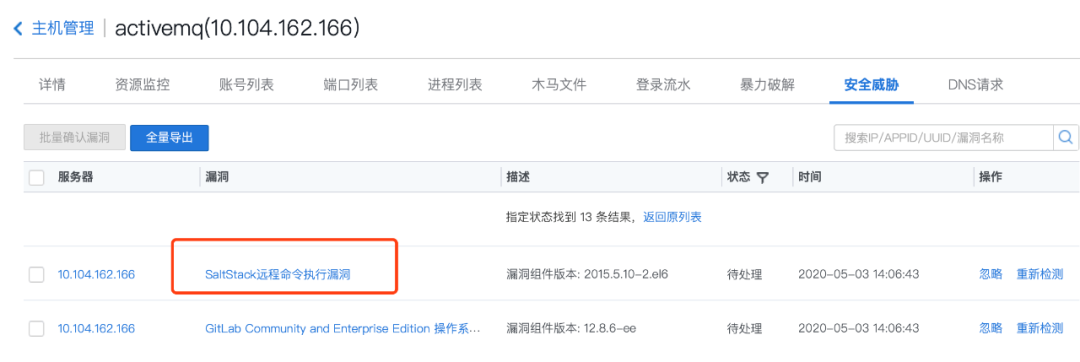 主机管理 activemq(10.104.162.166)
详情 资源监控 账号列表 端口列表 进程列表 木马文件 登录流水 暴力破解 安全威胁 DNS请求
批量确认漏洞 全量导出 搜索IP/APPID/UUID/漏洞名称
服务器 漏洞 描述 状态 时间 操作
指定状态找到 13 条结果，返回原列表
10.104.162.166 SaltStack远程命令执行漏洞 漏洞组件版本: 2015.5.10-2.el6 待处理 2020-05-03 14:06:43 忽略 重新检测
10.104.162.166 GitLab Community and Enterprise Edition 操作系... 漏洞组件版本: 12.8.6-ee 待处理 2020-05-03 14:06:43 忽略 重新检测